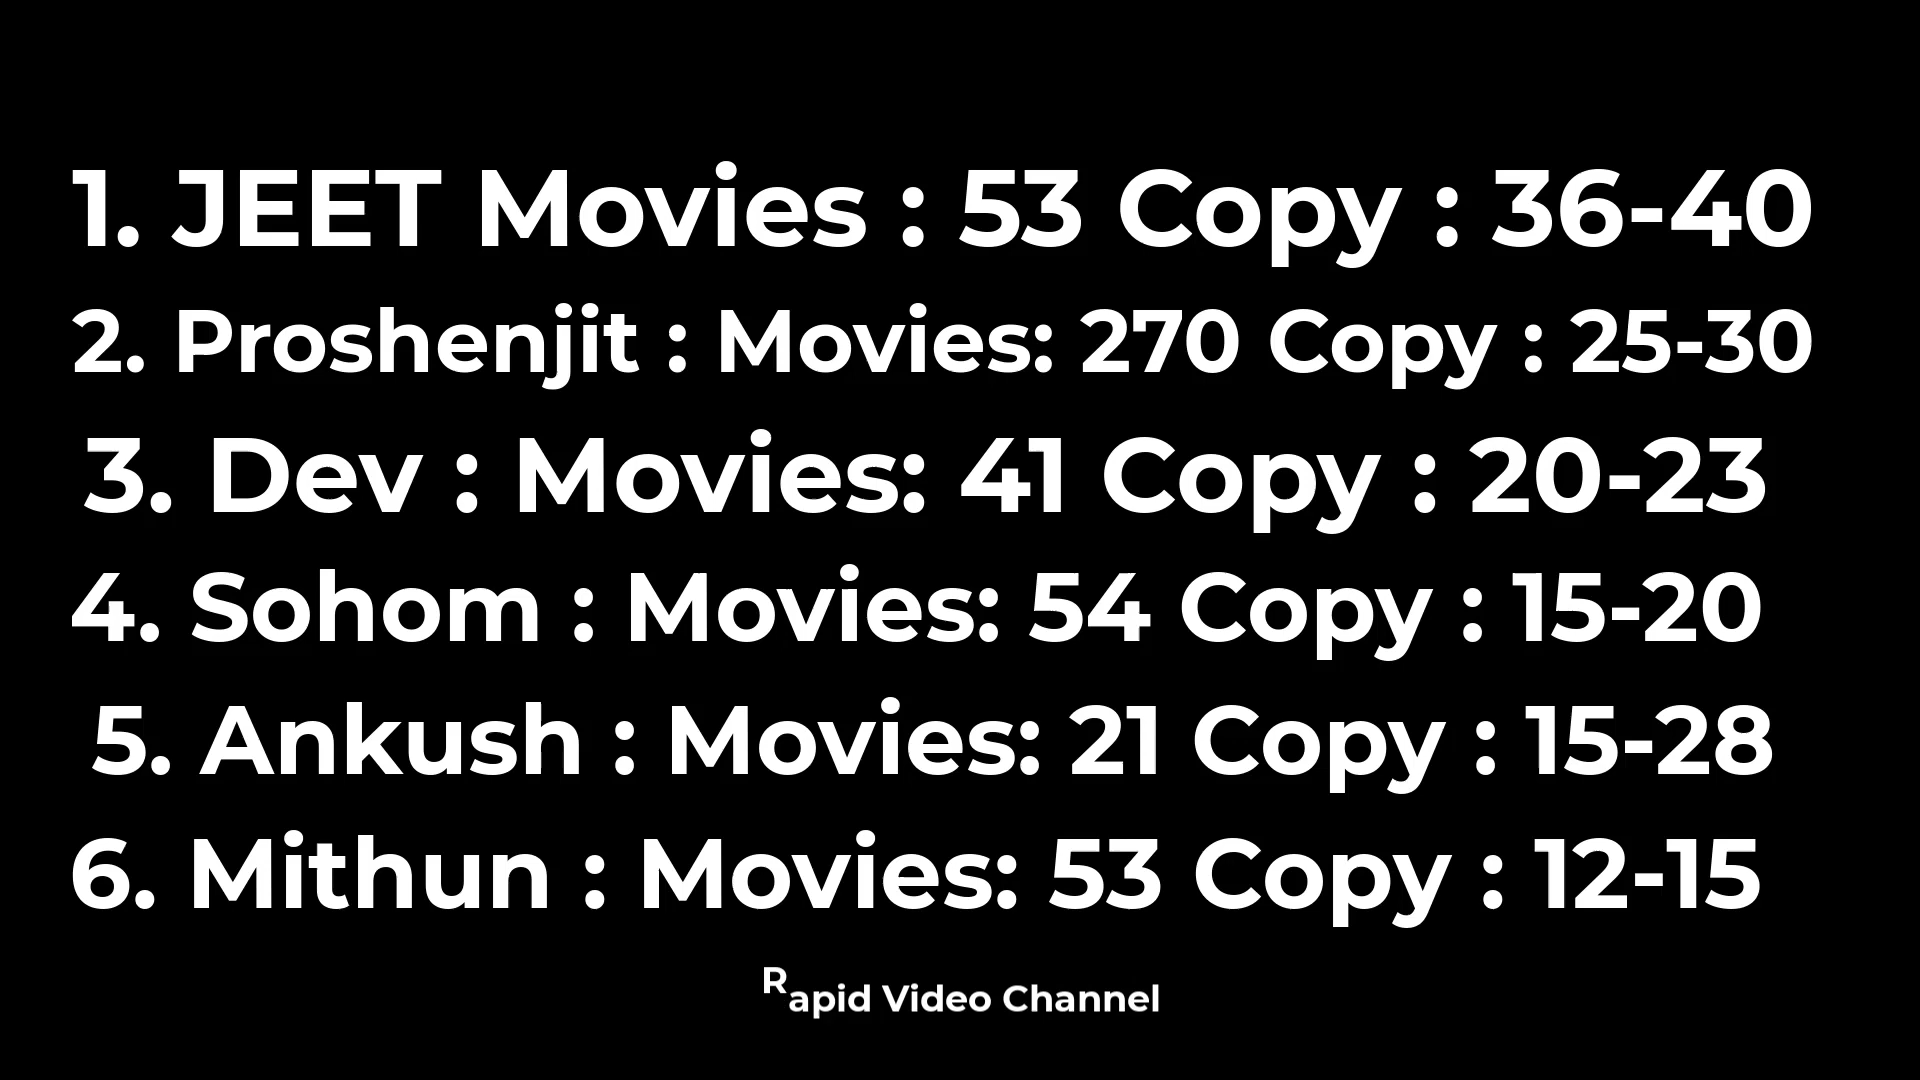 1. JEET Movies : 53 Copy : 36-40
2. Proshenjit : Movies: 270 Copy : 25-30
3. Dev : Movies: 41 Copy : 20-23
4. Sohom : Movies: 54 Copy : 15-20
5. Ankush : Movies: 21 Copy : 15-28
6. Mithun : Movies: 53 Copy : 12-15
Rapid Video Channel